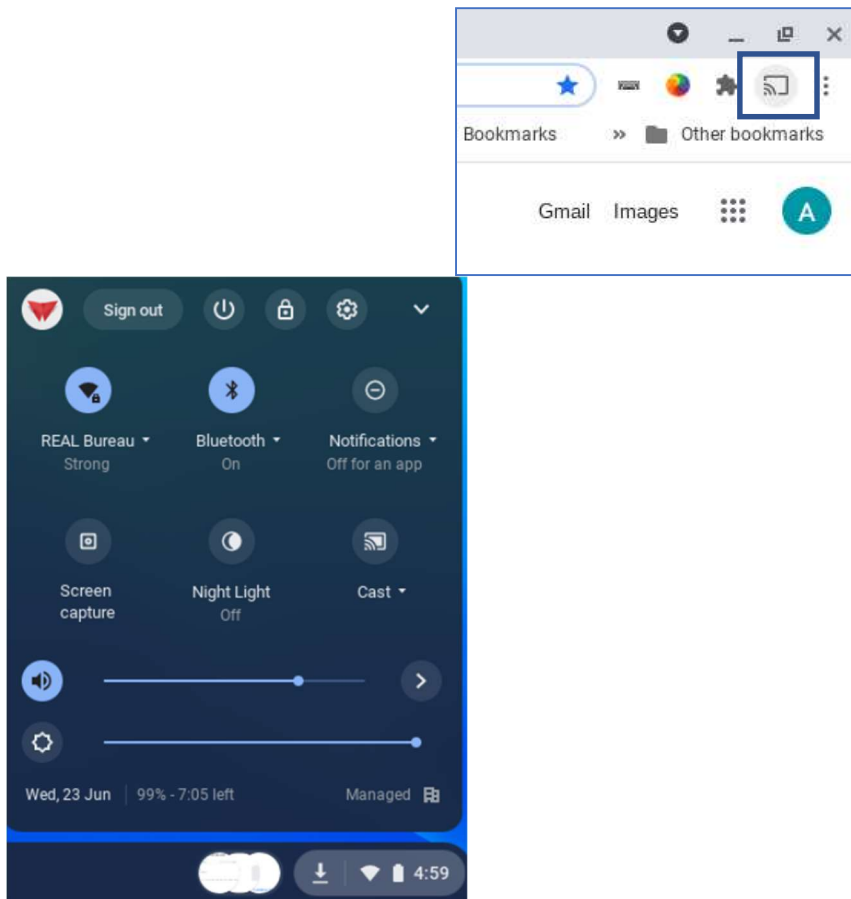 Bookmarks » Other bookmarks
Gmail Images A
Sign out
REAL Bureau Bluetooth Notifications
Strong On Off for an app
Screen capture Night Light Cast
Off
Wed, 23 Jun 99% - 7:05 left Managed
4:59